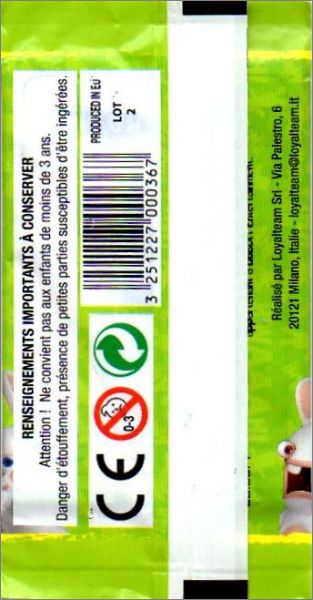 RENSEIGNEMENTS IMPORTANTS À CONSERVER
Attention ! Ne convient pas aux enfants de moins de 3 ans.
Danger d'étouffement, présence de petites parties susceptibles d'être ingérées.
PRODUCED IN EU
LOT
2
3 251227 000367
CE
0-3
Réalisé par Loyalteam Srl - Via Palestro, 6
20121 Milano, Italie - loyalteam@loyalteam.it